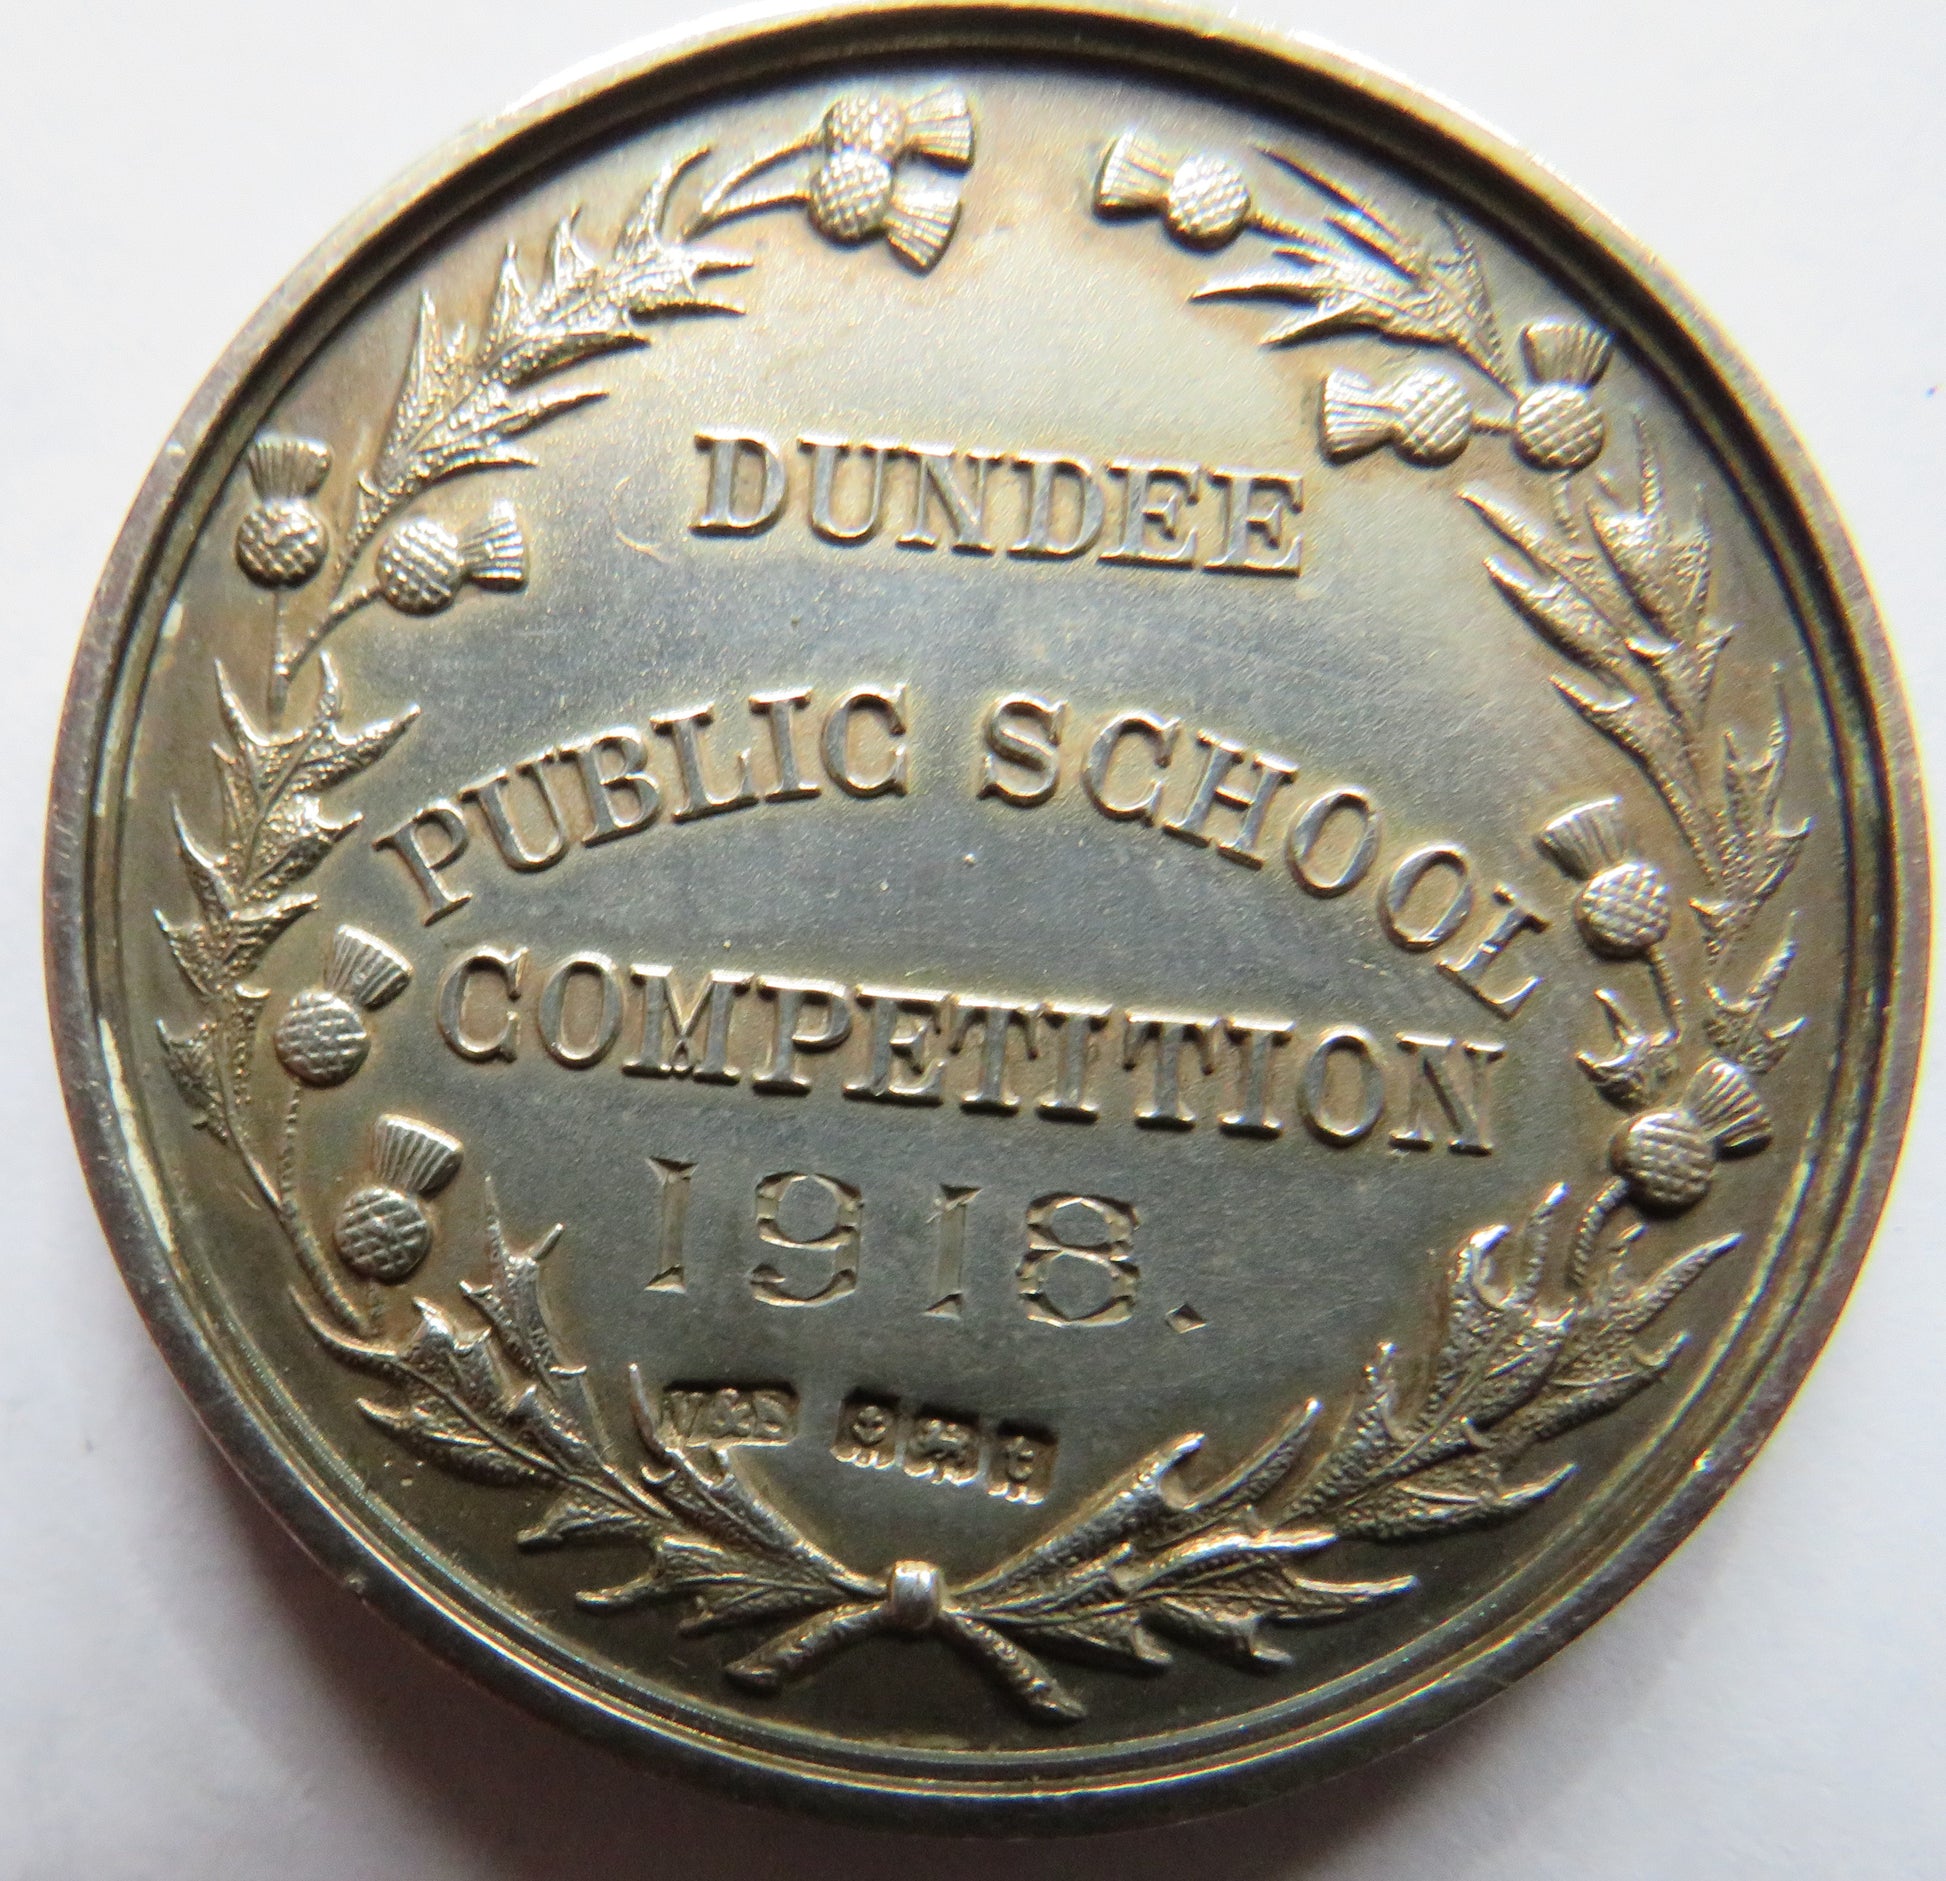 DUNDEE
PUBLIC SCHOOL
COMPETITION
1918.